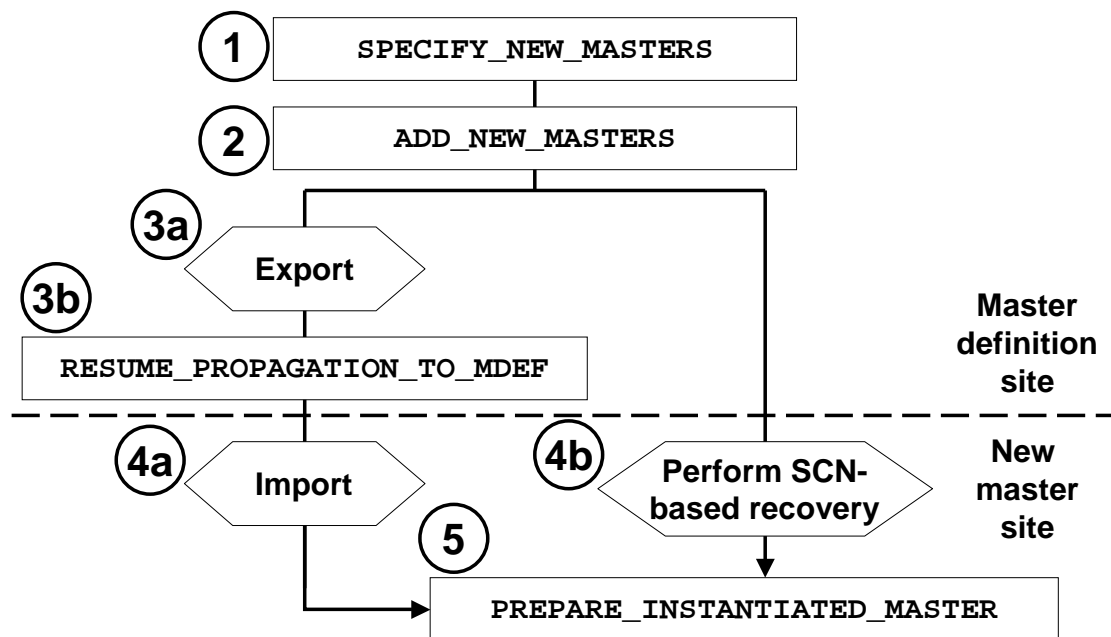 1
SPECIFY_NEW_MASTERS
2
ADD_NEW_MASTERS
3a
Export
3b
RESUME_PROPAGATION_TO_MDEF
Master
definition
site
4a
Import
4b
Perform SCN-
based recovery
New
master
site
5
PREPARE_INSTANTIATED_MASTER